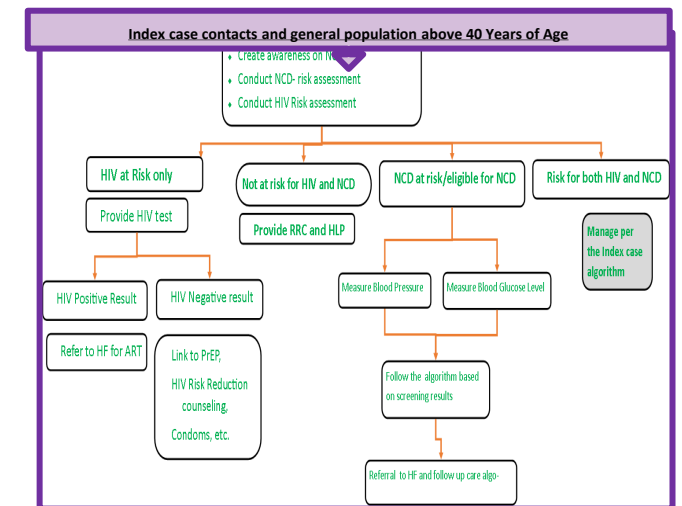 Index case contacts and general population above 40 Years of Age
Create awareness on
Conduct NCD- risk assessment
Conduct HIV Risk assessment
HIV at Risk only
Not at risk for HIV and NCD
NCD at risk/eligible for NCD
Risk for both HIV and NCD
Provide HIV test
Provide RRC and HLP
Manage per
the Index case
algorithm
HIV Positive Result
HIV Negative result
Measure Blood Pressure
Measure Blood Glucose Level
Refer to HF for ART
Link to PrEP,
HIV Risk Reduction
counseling,
Condoms, etc.
Follow the algorithm based
on screening results
Referral to HF and follow up care algo-